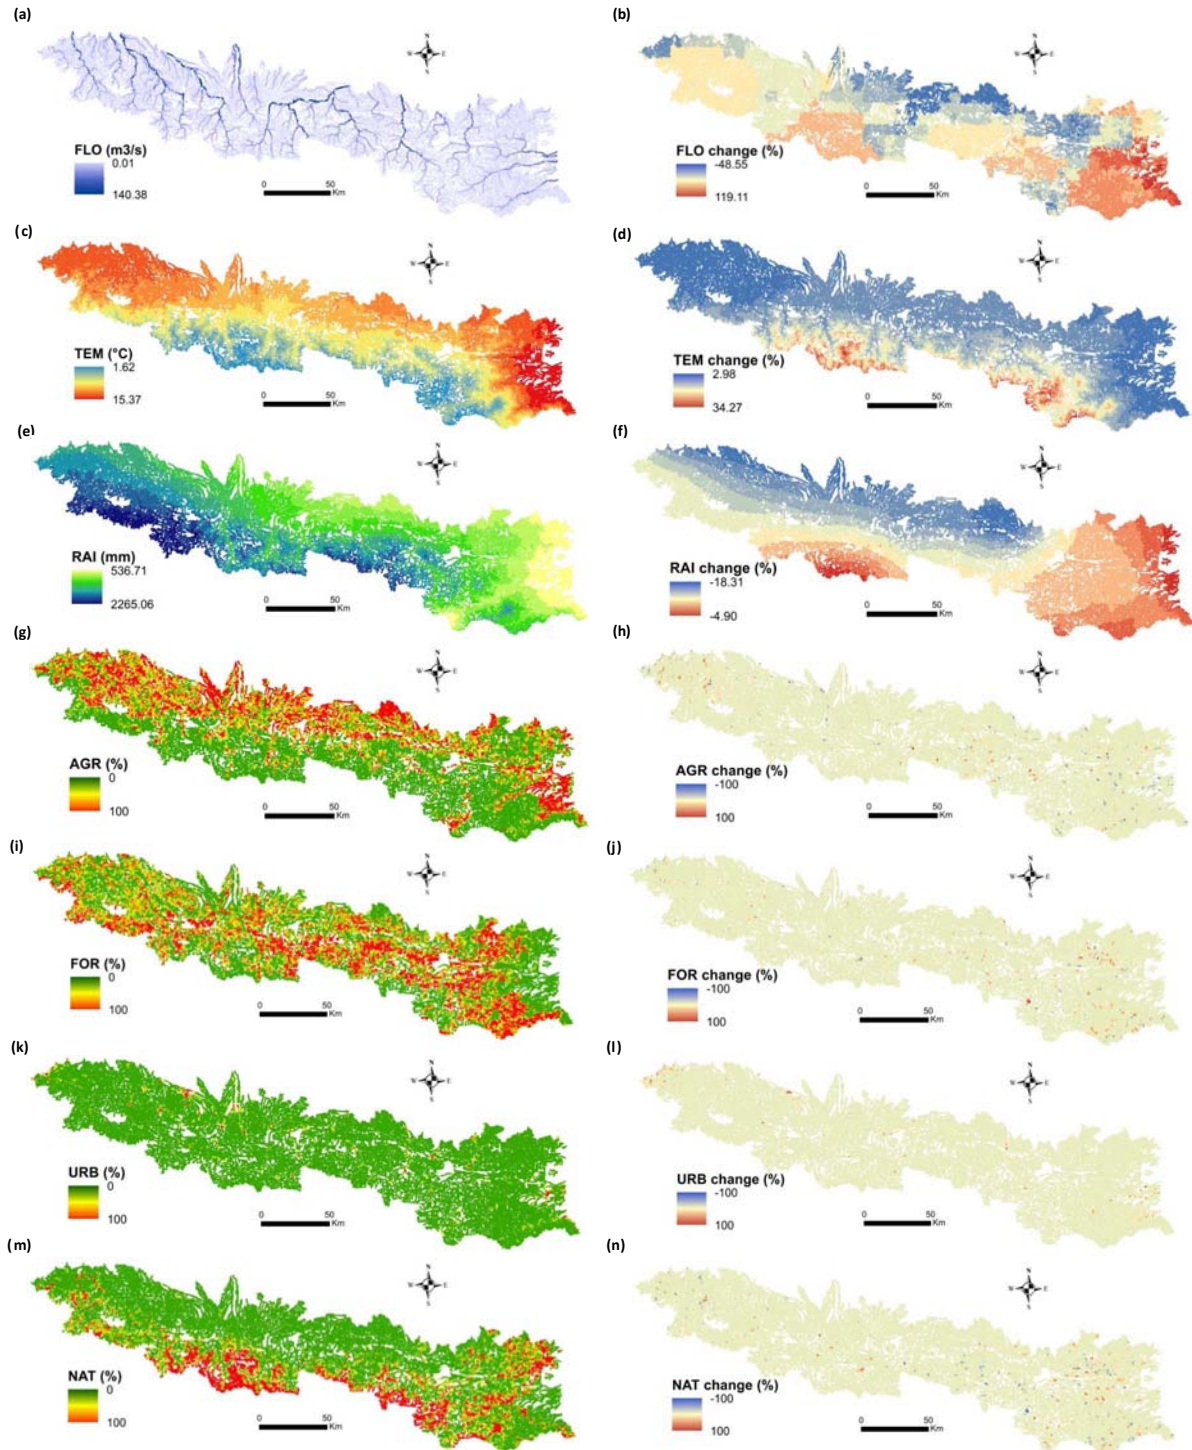 (a)
N
W E
S
FLO (m3/s)
0.01
140.38
0 50
Km
(b)
N
W E
S
FLO change (%)
-48.55
119.11
0 50
Km
(c)
N
W E
S
TEM (°C)
1.62
15.37
0 50
Km
(d)
N
W E
S
TEM change (%)
2.98
34.27
0 50
Km
(e)
N
W E
S
RAI (mm)
536.71
2265.06
0 50
Km
(f)
N
W E
S
RAI change (%)
-18.31
-4.90
0 50
Km
(g)
N
W E
S
AGR (%)
0
100
0 50
Km
(h)
N
W E
S
AGR change (%)
-100
100
0 50
Km
(i)
N
W E
S
FOR (%)
0
100
0 50
Km
(j)
N
W E
S
FOR change (%)
-100
100
0 50
Km
(k)
N
W E
S
URB (%)
0
100
0 50
Km
(l)
N
W E
S
URB change (%)
-100
100
0 50
Km
(m)
N
W E
S
NAT (%)
0
100
0 50
Km
(n)
N
W E
S
NAT change (%)
-100
100
0 50
Km